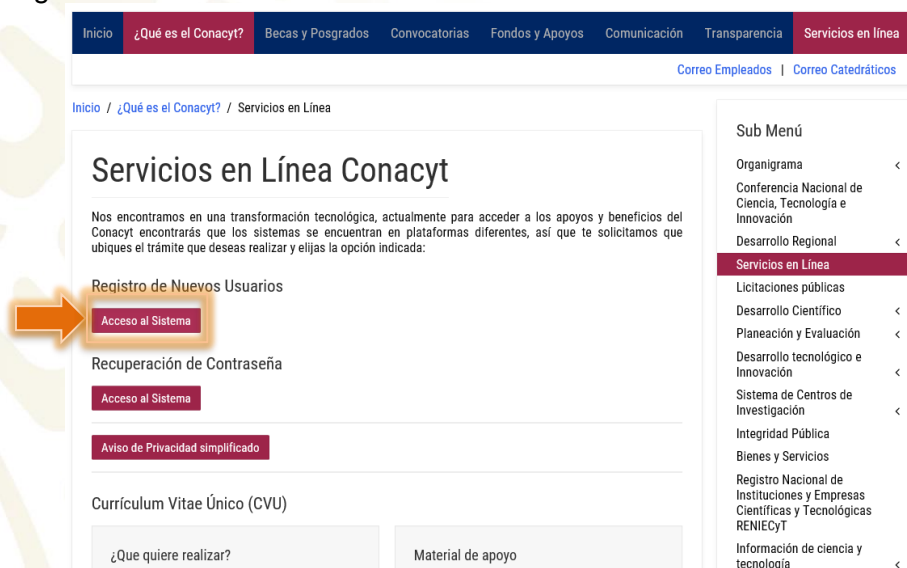 Inicio ¿Qué es el Conacyt? Becas y Posgrados Convocatorias Fondos y Apoyos Comunicación Transparencia Servicios en línea
Correo Empleados | Correo Catedráticos
Inicio / ¿Qué es el Conacyt? / Servicios en Línea
Servicios en Línea Conacyt
Nos encontramos en una transformación tecnológica, actualmente para acceder a los apoyos y beneficios del
Conacyt encontrarás que los sistemas se encuentran en plataformas diferentes, así que te solicitamos que
ubiques el trámite que deseas realizar y elijas la opción indicada:
Registro de Nuevos Usuarios
Acceso al Sistema
Recuperación de Contraseña
Acceso al Sistema
Aviso de Privacidad simplificado
Currículum Vitae Único (CVU)
¿Que quiere realizar?
Material de apoyo
Sub Menú
Organigrama
Conferencia Nacional de
Ciencia, Tecnología e
Innovación
Desarrollo Regional
Servicios en Línea
Licitaciones públicas
Desarrollo Científico
Planeación y Evaluación
Desarrollo tecnológico e
Innovación
Sistema de Centros de
Investigación
Integridad Pública
Bienes y Servicios
Registro Nacional de
Instituciones y Empresas
Científicas y Tecnológicas
RENIECyT
Información de ciencia y
tecnología